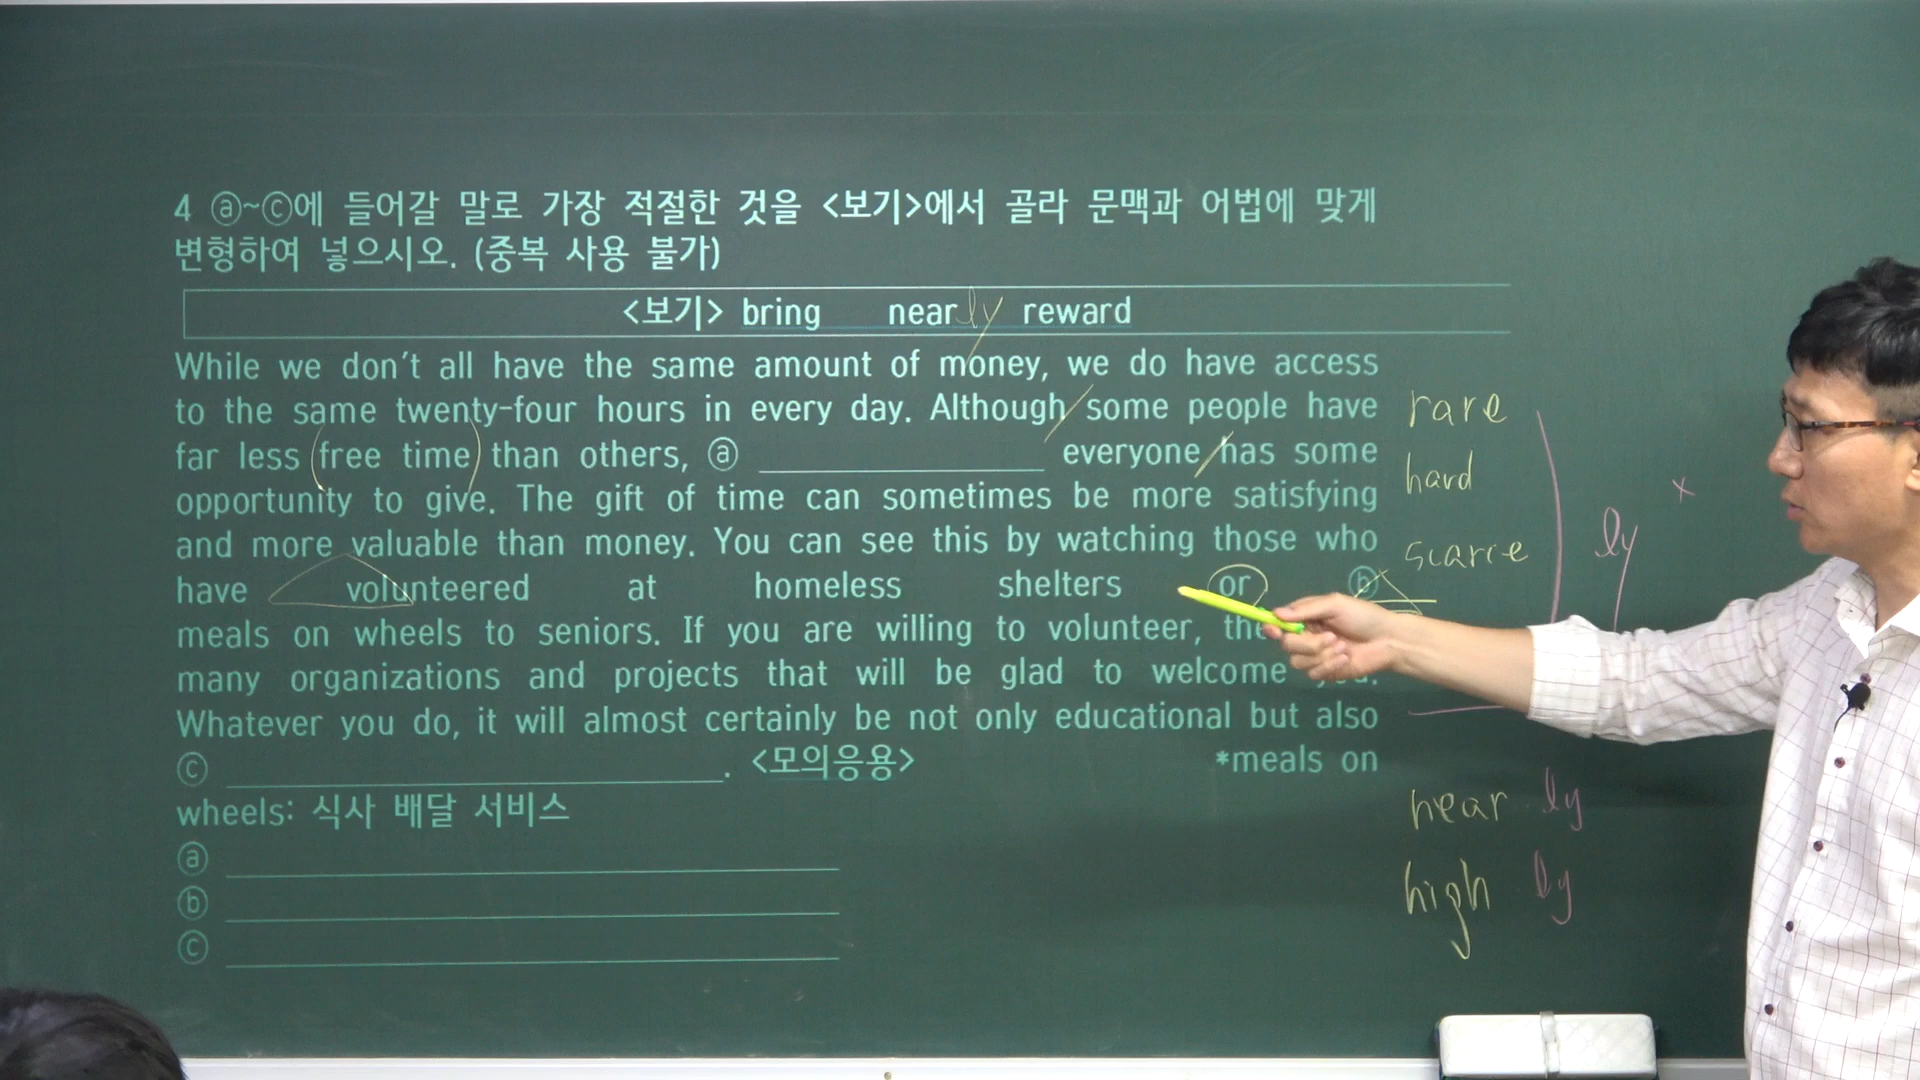 4 ⓐ~ⓒ에 들어갈 말로 가장 적절한 것을 <보기>에서 골라 문맥과 어법에 맞게
변형하여 넣으시오. (중복 사용 불가)
<보기> bring nearly reward
While we don't all have the same amount of money, we do have access
to the same twenty-four hours in every day. Although some people have
far less free time than others, ⓐ everyone has some
opportunity to give. The gift of time can sometimes be more satisfying
and more valuable than money. You can see this by watching those who
have volunteered at homeless shelters or ⓑ
meals on wheels to seniors. If you are willing to volunteer,
many organizations and projects that will be glad to welcome you.
Whatever you do, it will almost certainly be not only educational but also
ⓒ . <모의응용> *meals on
wheels: 식사 배달 서비스
ⓐ
ⓑ
ⓒ
rare
hard
scarce
ly
x
near ly
high ly